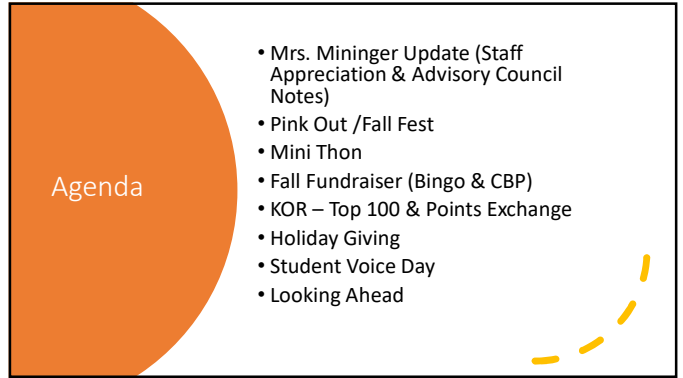 Agenda
• Mrs. Mininger Update (Staff
Appreciation & Advisory Council
Notes)
• Pink Out /Fall Fest
• Mini Thon
• Fall Fundraiser (Bingo & CBP)
• KOR – Top 100 & Points Exchange
• Holiday Giving
• Student Voice Day
• Looking Ahead